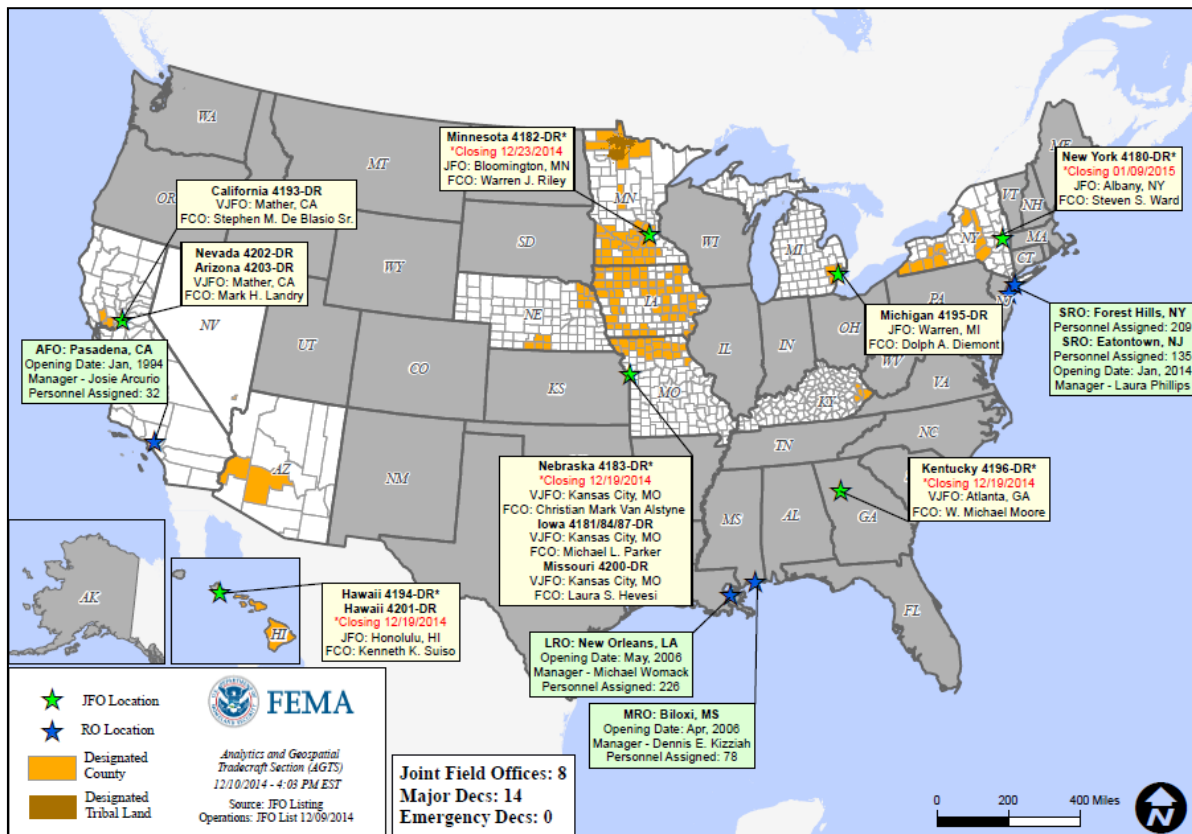 Minnesota 4182-DR*
*Closing 12/23/2014
JFO: Bloomington, MN
FCO: Warren J. Riley
New York 4180-DR*
*Closing 01/09/2015
JFO: Albany, NY
FCO: Steven S. Ward
California 4193-DR
VJFO: Mather, CA
FCO: Stephem M. De Blasio Sr.
Nevada 4202-DR
Arizona 4203-DR
VJFO: Mather, CA
FCO: Mark H. Landry
AFO: Pasadena, CA
Opening Date: Jan, 1994
Manager - Josie Arcurio
Personnel Assigned: 32
Michigan 4195-DR
JFO: Warren, MI
FCO: Dolph A. Diemont
SRO: Forest Hills, NY
Personnel Assigned: 209
SRO: Eatontown, NJ
Personnel Assigned: 135
Opening Date: Jan, 2014
Manager - Laura Phillips
Nebraska 4183-DR*
*Closing 12/19/2014
VJFO: Kansas City, MO
FCO: Christian Mark Van Alstyne
Iowa 4181/84/87-DR
VJFO: Kansas City, MO
FCO: Michael L. Parker
Missouri 4200-DR
VJFO: Kansas City, MO
FCO: Laura S. Hevesi
Kentucky 4196-DR*
*Closing 12/19/2014
VJFO: Atlanta, GA
FCO: W. Michael Moore
Hawaii 4194-DR*
Hawaii 4201-DR
*Closing 12/19/2014
JFO: Honolulu, HI
FCO: Kenneth K. Suiso
LRO: New Orleans, LA
Opening Date: May, 2006
Manager - Michael Womack
Personnel Assigned: 226
MRO: Biloxi, MS
Opening Date: Apr, 2006
Manager - Dennis E. Kizziah
Personnel Assigned: 78
WA
MT
OR
MN
SD
WI
WY
MI
ME
VT
NH
NY
MA
CT
NV
NE
IA
PA
NJ
UT
CO
IL
IN
OH
WV
VA
KS
MO
KY
AZ
NM
TN
NC
MS
AL
GA
FL
AK
HI
JFO Location
RO Location
Designated
County
Designated
Tribal Land
FEMA
Analytics and Geospatial
Tradecraft Section (AGTS)
12/10/2014 - 4:03 PM EST
Source: JFO Listing
Operations: JFO List 12/09/2014
Joint Field Offices: 8
Major Decs: 14
Emergency Decs: 0
0 200 400 Miles
N